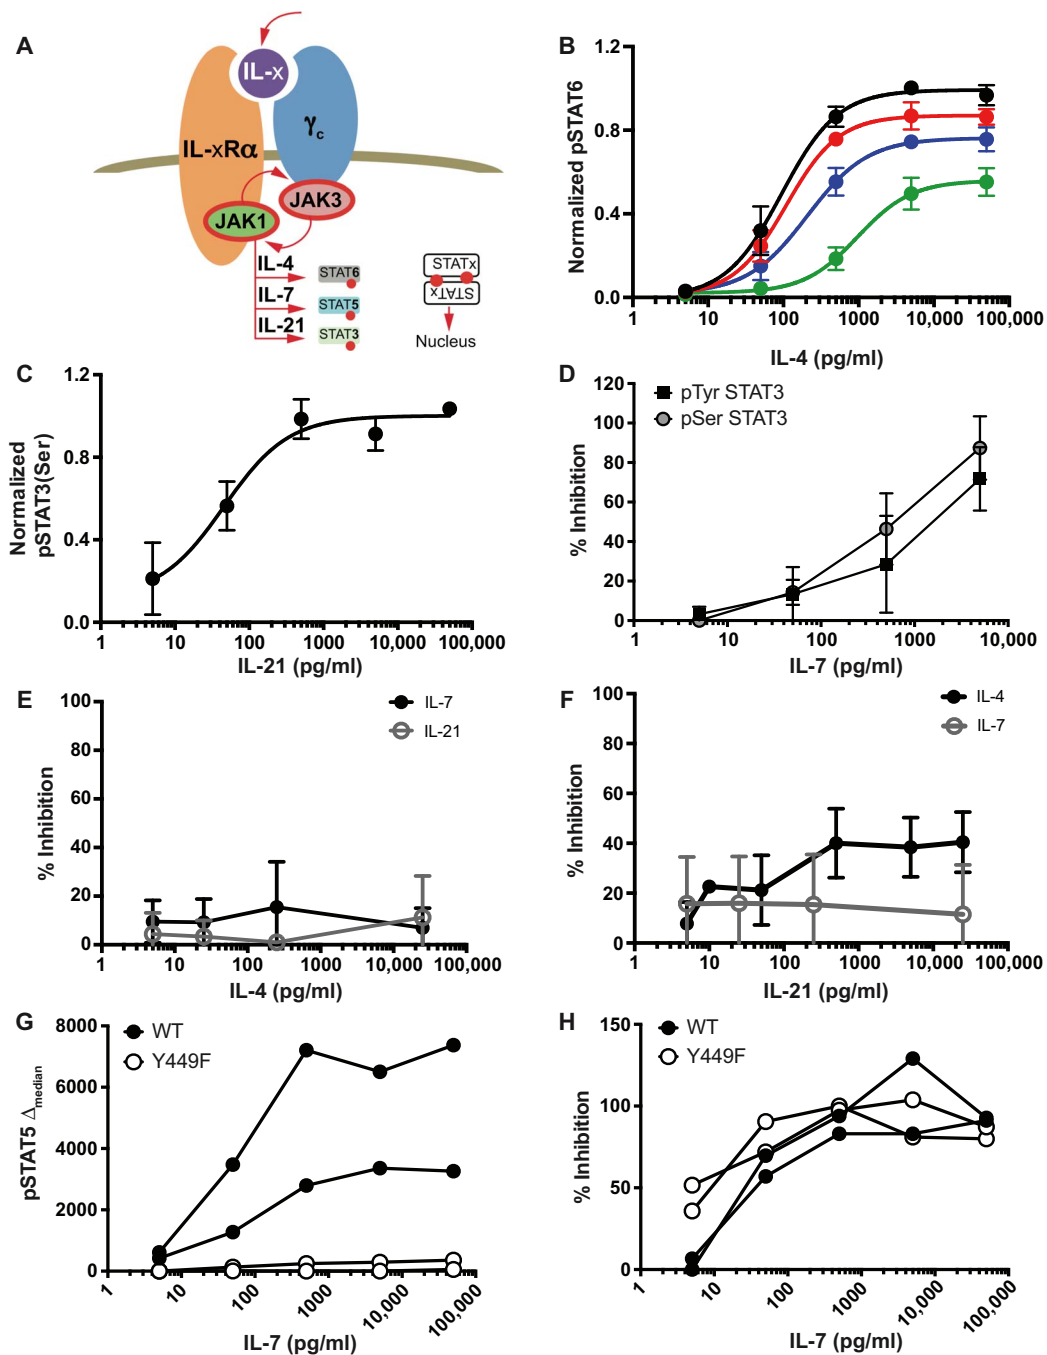 A
IL-x
γc
IL-xRα
JAK3
JAK1
IL-4
STAT6
IL-7
STAT5
IL-21
STAT3
STATx
STATx
Nucleus
B
Normalized pSTAT6
1.2
0.8
0.4
0.0
1 10 100 1000 10,000 100,000
IL-4 (pg/ml)
C
Normalized
pSTAT3(Ser)
1.2
0.8
0.4
0.0
1 10 100 1000 10,000 100,000
IL-21 (pg/ml)
D
pTyr STAT3
pSer STAT3
% Inhibition
120
100
80
60
40
20
0
1 10 100 1000 10,000
IL-7 (pg/ml)
E
IL-7
IL-21
% Inhibition
100
80
60
40
20
0
1 10 100 1000 10,000 100,000
IL-4 (pg/ml)
F
IL-4
IL-7
% Inhibition
100
80
60
40
20
0
1 10 100 1000 10,000 100,000
IL-21 (pg/ml)
G
WT
Y449F
pSTAT5 Δmedian
8000
6000
4000
2000
0
1 10 100 1000 10,000 100,000
IL-7 (pg/ml)
H
WT
Y449F
% Inhibition
150
100
50
0
1 10 100 1000 10,000 100,000
IL-7 (pg/ml)